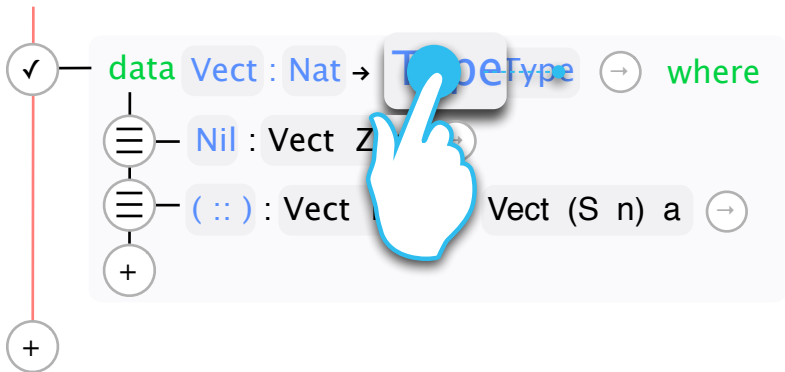 data Vect : Nat → Type Type → where
Nil : Vect Z →
( :: ) : Vect Vect (S n) a →
+
+